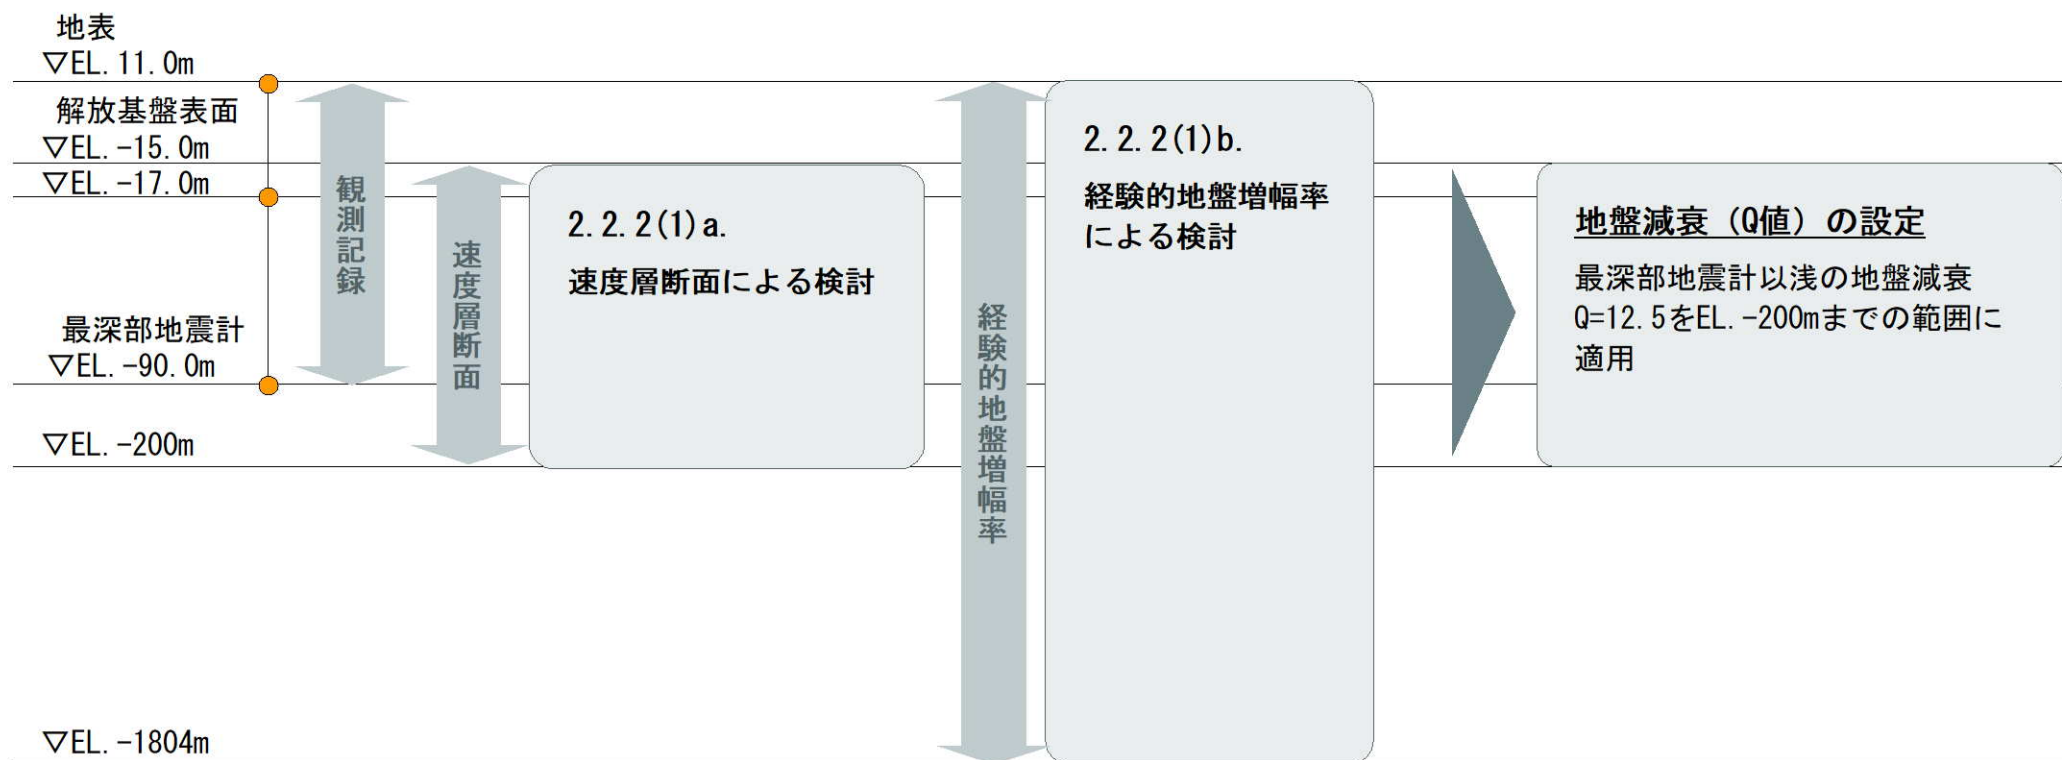 地表
▽EL. 11.0m
解放基盤表面
▽EL. -15.0m
▽EL. -17.0m
最深部地震計
▽EL. -90.0m
▽EL. -200m
▽EL. -1804m
観測記録
速度層断面
2.2.2(1)a.
速度層断面による検討
経験的地盤増幅率
2.2.2(1)b.
経験的地盤増幅率
による検討
地盤減衰（Q値）の設定
最深部地震計以浅の地盤減衰
Q=12.5をEL.-200mまでの範囲に
適用